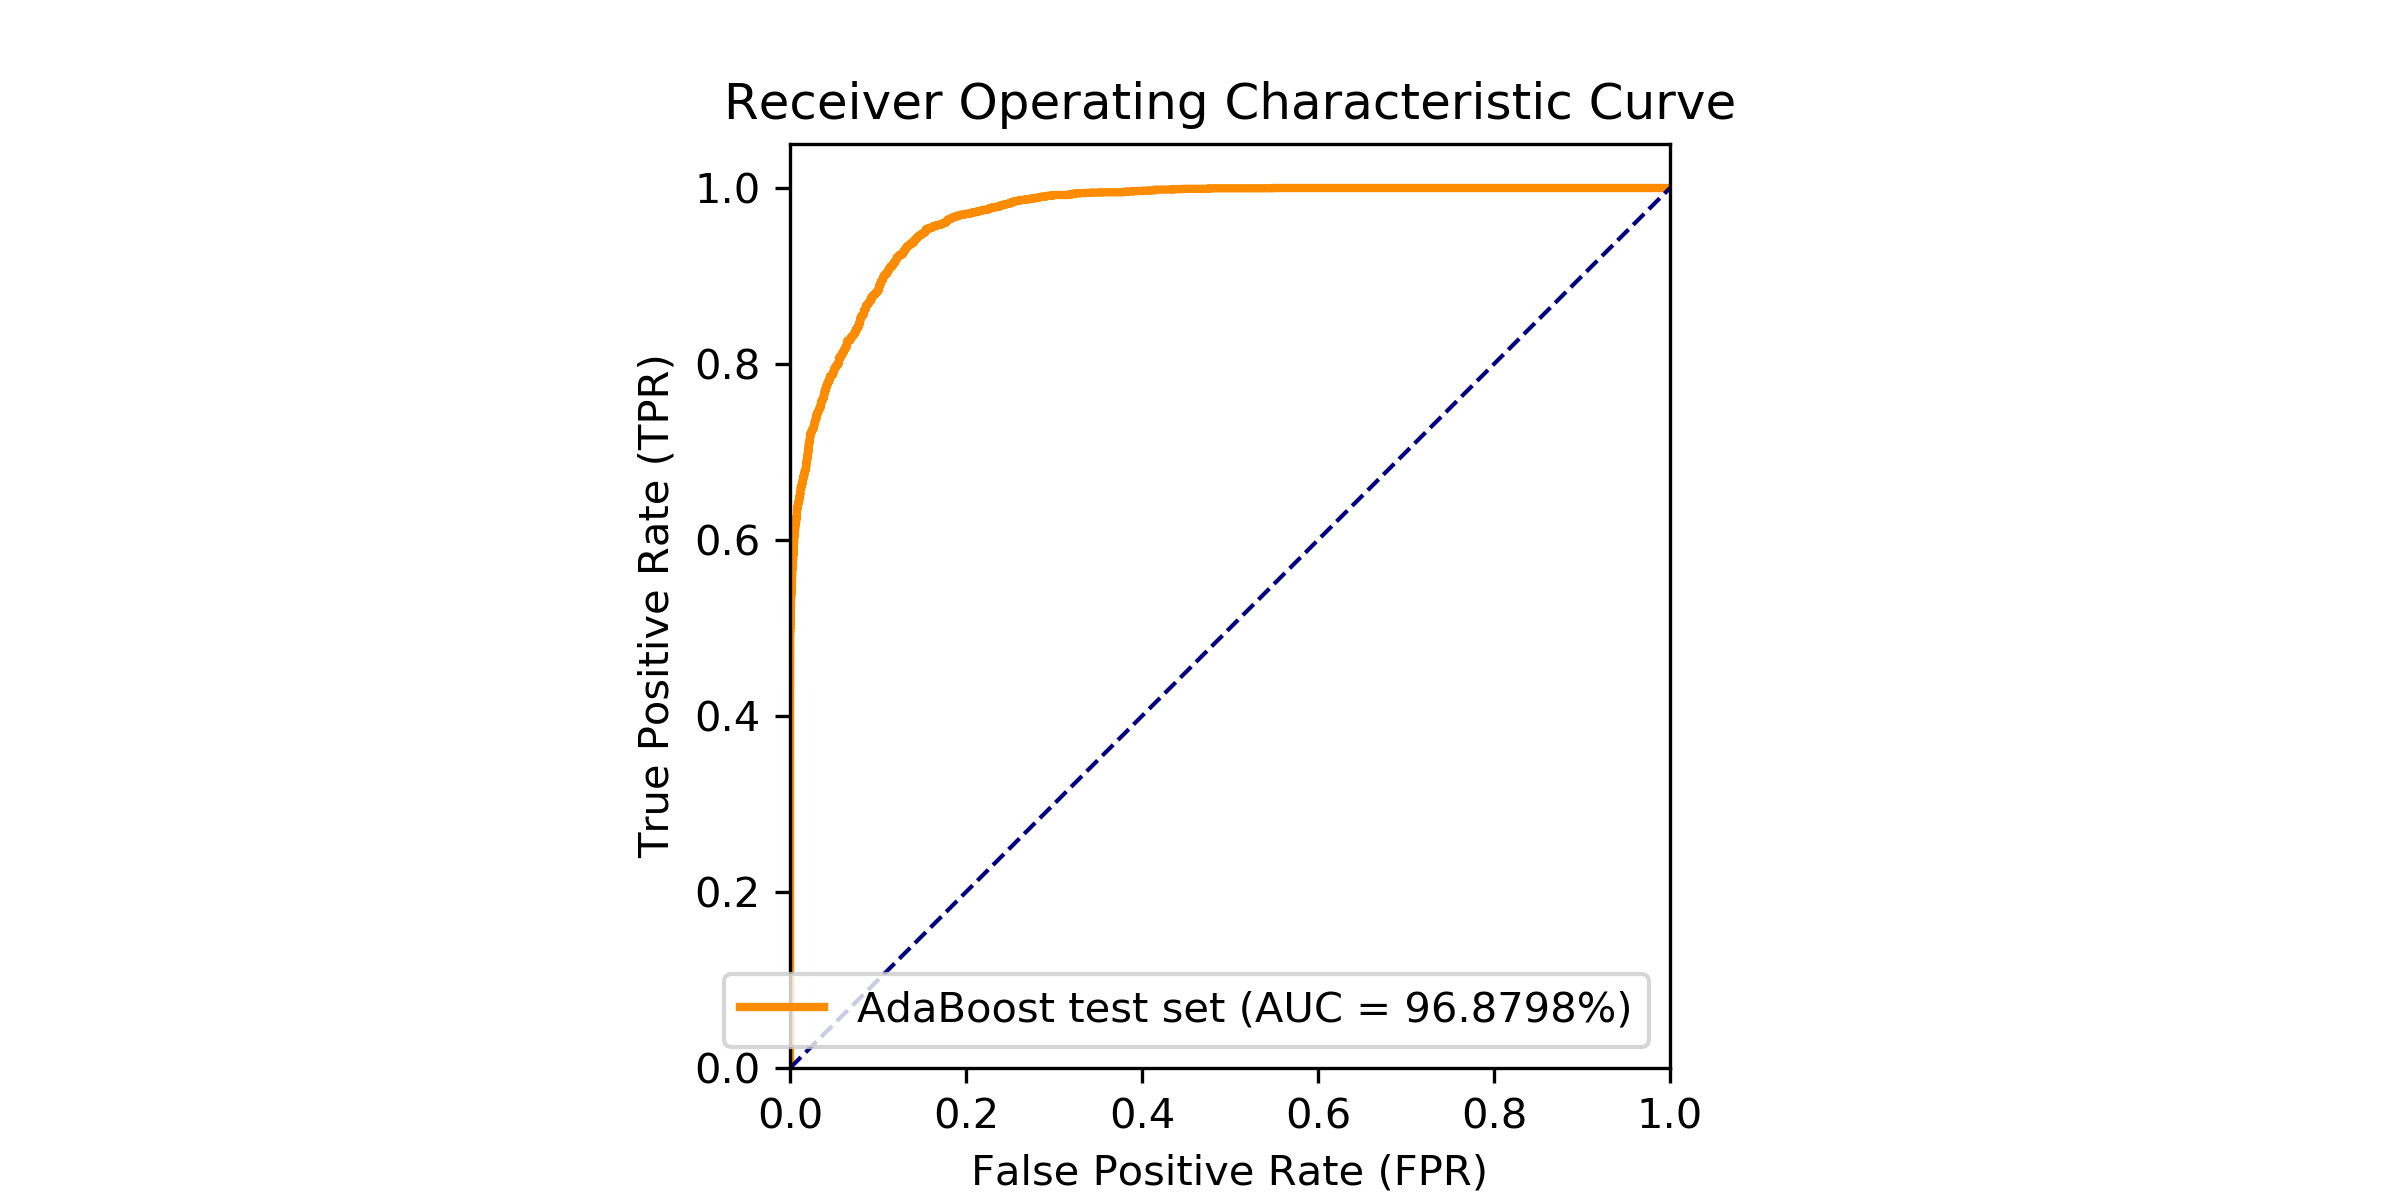 Receiver Operating Characteristic Curve
1.0
0.8
0.6
0.4
0.2
0.0
True Positive Rate (TPR)
AdaBoost test set (AUC = 96.8798%)
0.0 0.2 0.4 0.6 0.8 1.0
False Positive Rate (FPR)